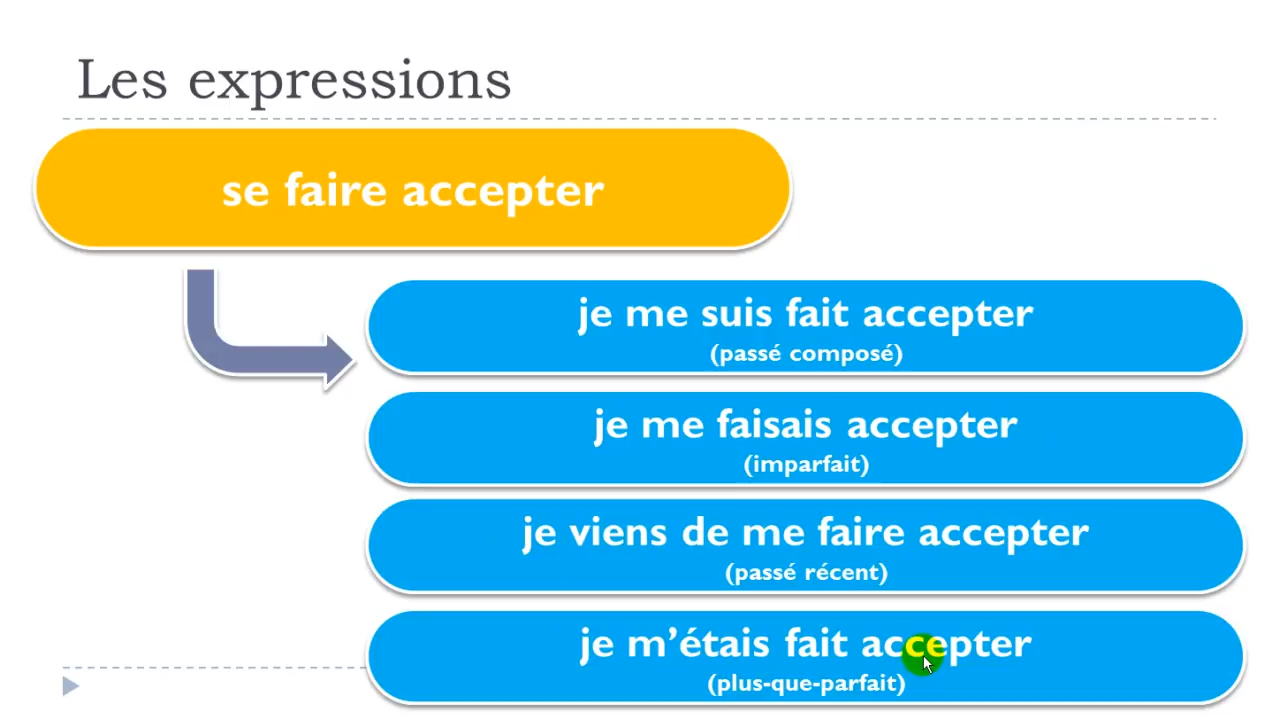 Les expressions
se faire accepter
je me suis fait accepter
(passé composé)
je me faisais accepter
(imparfait)
je viens de me faire accepter
(passé récent)
je m’étais fait accepter
(plus-que-parfait)